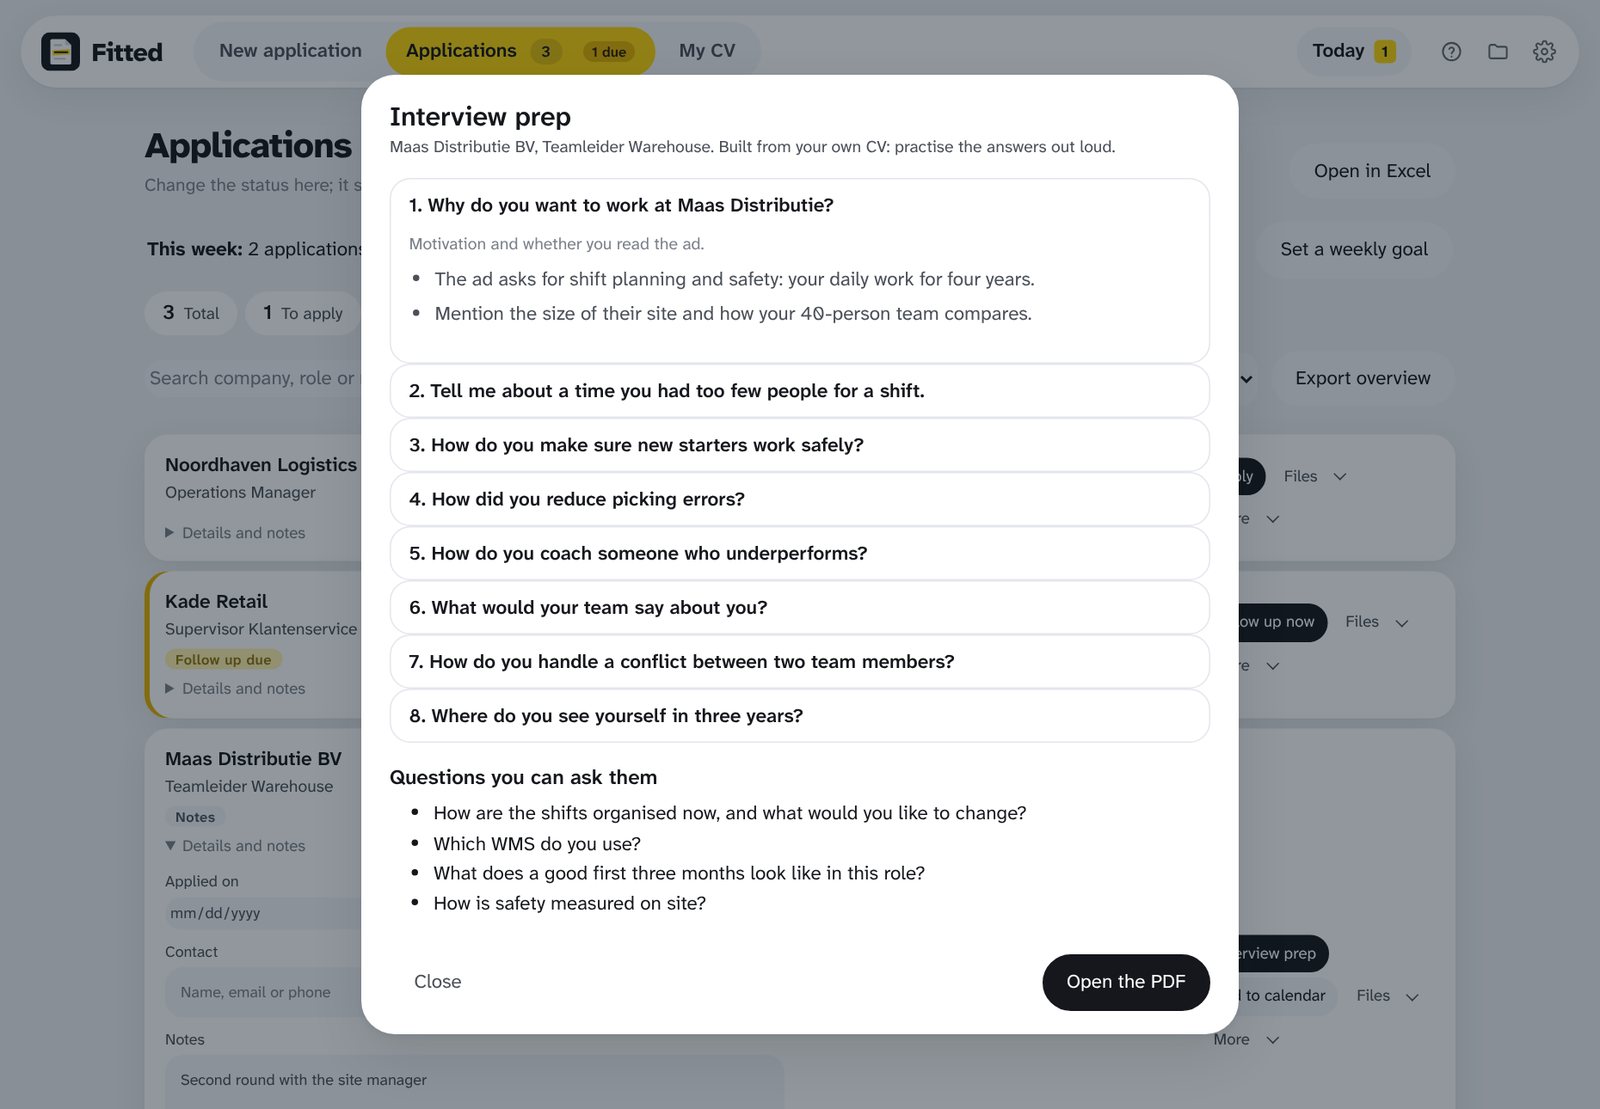 Fitted
New application
Applications 3 1 due
My CV
Today 1
Applications
Change the status here; it s
Open in Excel
This week: 2 applications
Set a weekly goal
3 Total
1 To apply
Search company, role or
Export overview
Noordhaven Logistics
Operations Manager
Details and notes
Files
Kade Retail
Supervisor Klantenservice
Follow up due
Details and notes
ow up now
Files
Maas Distributie BV
Teamleider Warehouse
Notes
Details and notes
Applied on
mm/dd/yyyy
Contact
Name, email or phone
Notes
Second round with the site manager
erview prep
to calendar
Files
More
Interview prep
Maas Distributie BV, Teamleider Warehouse. Built from your own CV: practise the answers out loud.
1. Why do you want to work at Maas Distributie?
Motivation and whether you read the ad.
• The ad asks for shift planning and safety: your daily work for four years.
• Mention the size of their site and how your 40-person team compares.
2. Tell me about a time you had too few people for a shift.
3. How do you make sure new starters work safely?
4. How did you reduce picking errors?
5. How do you coach someone who underperforms?
6. What would your team say about you?
7. How do you handle a conflict between two team members?
8. Where do you see yourself in three years?
Questions you can ask them
• How are the shifts organised now, and what would you like to change?
• Which WMS do you use?
• What does a good first three months look like in this role?
• How is safety measured on site?
Close
Open the PDF